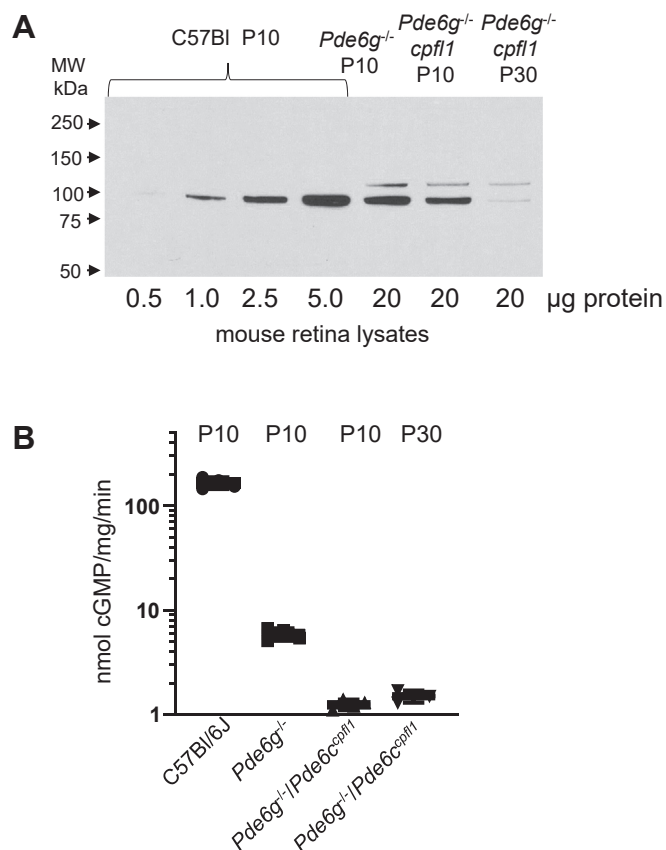 A
C57Bl P10
Pde6g-/-
P10
Pde6g-/-
cpfl1
P10
Pde6g-/-
cpfl1
P30
MW
kDa
250
150
100
75
50
0.5 1.0 2.5 5.0 20 20 20 µg protein
mouse retina lysates
B
P10 P10 P10 P30
nmol cGMP/mg/min
100
10
1
C57Bl/6J
Pde6g-/-
Pde6g-/-/Pde6ccpfl1
Pde6g-/-/Pde6ccpfl1